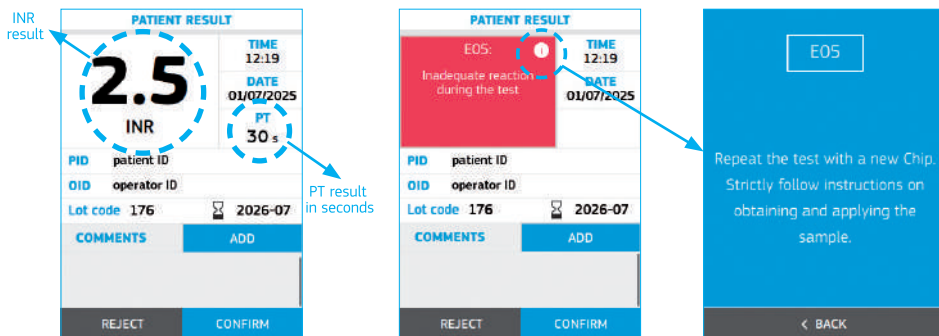 INR
result
PATIENT RESULT
2.5
INR
TIME
12:19
DATE
01/07/2025
PT
30 s
PID patient ID
OID operator ID
Lot code 176 2026-07
COMMENTS ADD
REJECT CONFIRM
PT result
in seconds
PATIENT RESULT
E05:
i
Inadequate reaction
during the test
TIME
12:19
DATE
01/07/2025
PID patient ID
OID operator ID
Lot code 176 2026-07
COMMENTS ADD
REJECT CONFIRM
E05
Repeat the test with a new Chip.
Strictly follow instructions on
obtaining and applying the
sample.
< BACK